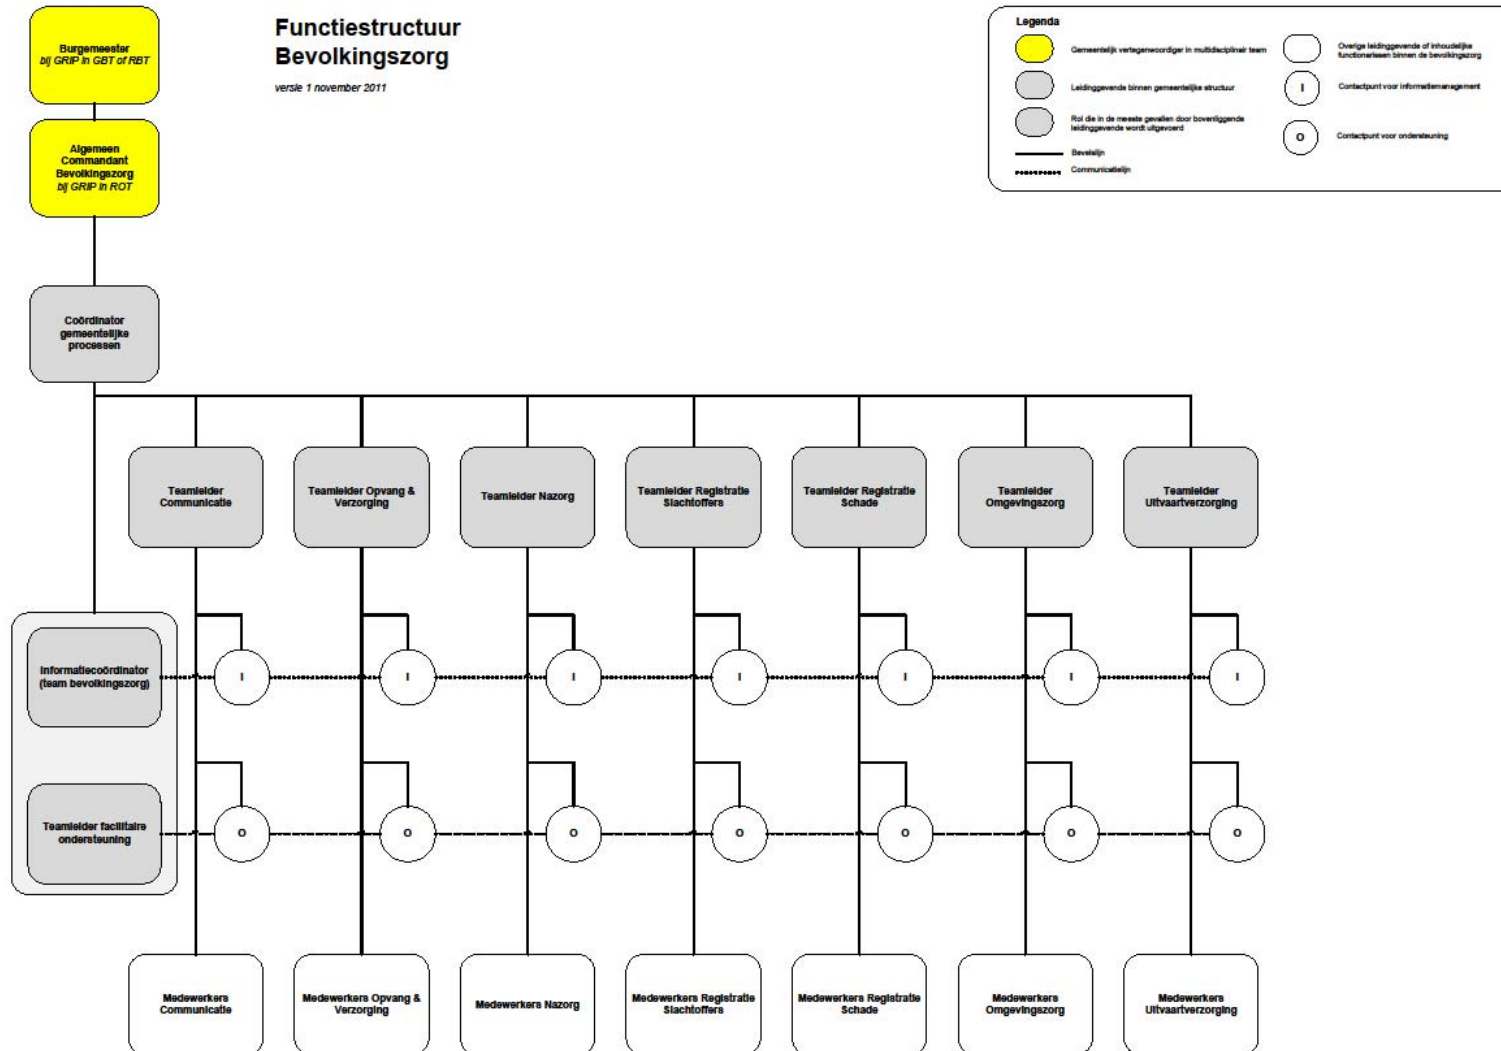 Functiestructuur
Bevolkingszorg
versie 1 november 2011
Burgemeester
bij GRIP in GBT of RBT
Algemeen
Commandant
Bevolkingszorg
bij GRIP in ROT
Coördinator
gemeentelijke
processen
Legenda
Gemeentelijk vertegenwoordiger in multidisciplinair team
Leidinggevende binnen gemeentelijke structuur
Rol die in de meeste gevallen door bovenliggende
leidinggevende wordt uitgevoerd
Bevelslijn
Communicatielijn
Overige leidinggevende of inhoudelijke
functionarissen binnen de bevolkingszorg
I
Contactpunt voor informatiemanagement
O
Contactpunt voor ondersteuning
Teamleider
Communicatie
Teamleider Opvang &
Verzorging
Teamleider Nazorg
Teamleider Registratie
Slachtoffers
Teamleider Registratie
Schade
Teamleider
Omgevingszorg
Teamleider
Uitvaartverzorging
Informatiecoördinator
(team bevolkingszorg)
I
I
I
I
I
I
I
Teamleider facilitaire
ondersteuning
O
O
O
O
O
O
O
Medewerkers
Communicatie
Medewerkers Opvang &
Verzorging
Medewerkers Nazorg
Medewerkers Registratie
Slachtoffers
Medewerkers Registratie
Schade
Medewerkers
Omgevingszorg
Medewerkers
Uitvaartverzorging